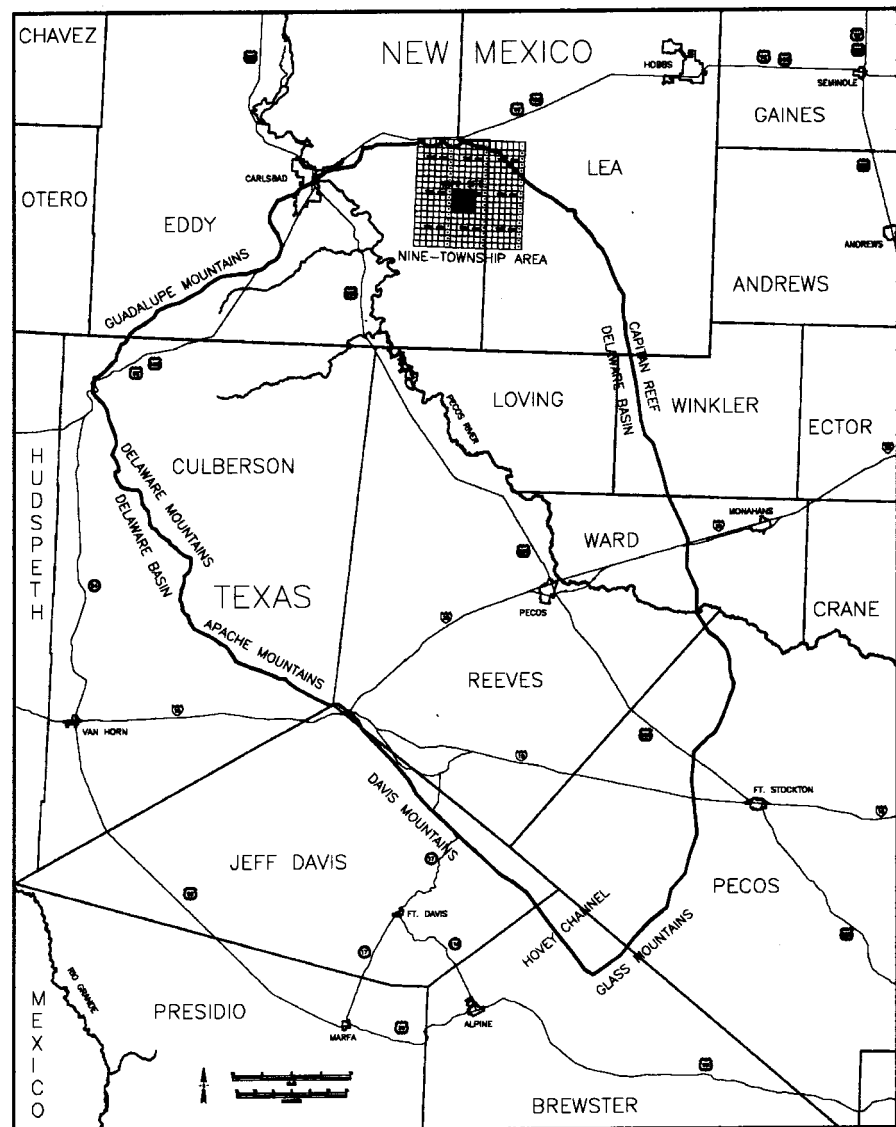 CHAVEZ
NEW MEXICO
HOBBS
SEMINOLE
GAINES
OTERO
CARLSBAD
LEA
EDDY
NINE-TOWNSHIP AREA
ANDREWS
ANDREWS
GUADALUPE MOUNTAINS
CAPITAN REEF
DELAWARE BASIN
LOVING
WINKLER
ECTOR
PECOS RIVER
HUDSPETH
CULBERSON
DELAWARE MOUNTAINS
DELAWARE BASIN
MONAHANS
WARD
TEXAS
PECOS
CRANE
APACHE MOUNTAINS
REEVES
VAN HORN
DAVIS MOUNTAINS
FT. STOCKTON
JEFF DAVIS
PECOS
FT. DAVIS
HOVEY CHANNEL
GLASS MOUNTAINS
MEXICO
RIO GRANDE
PRESIDIO
MARFA
ALPINE
BREWSTER